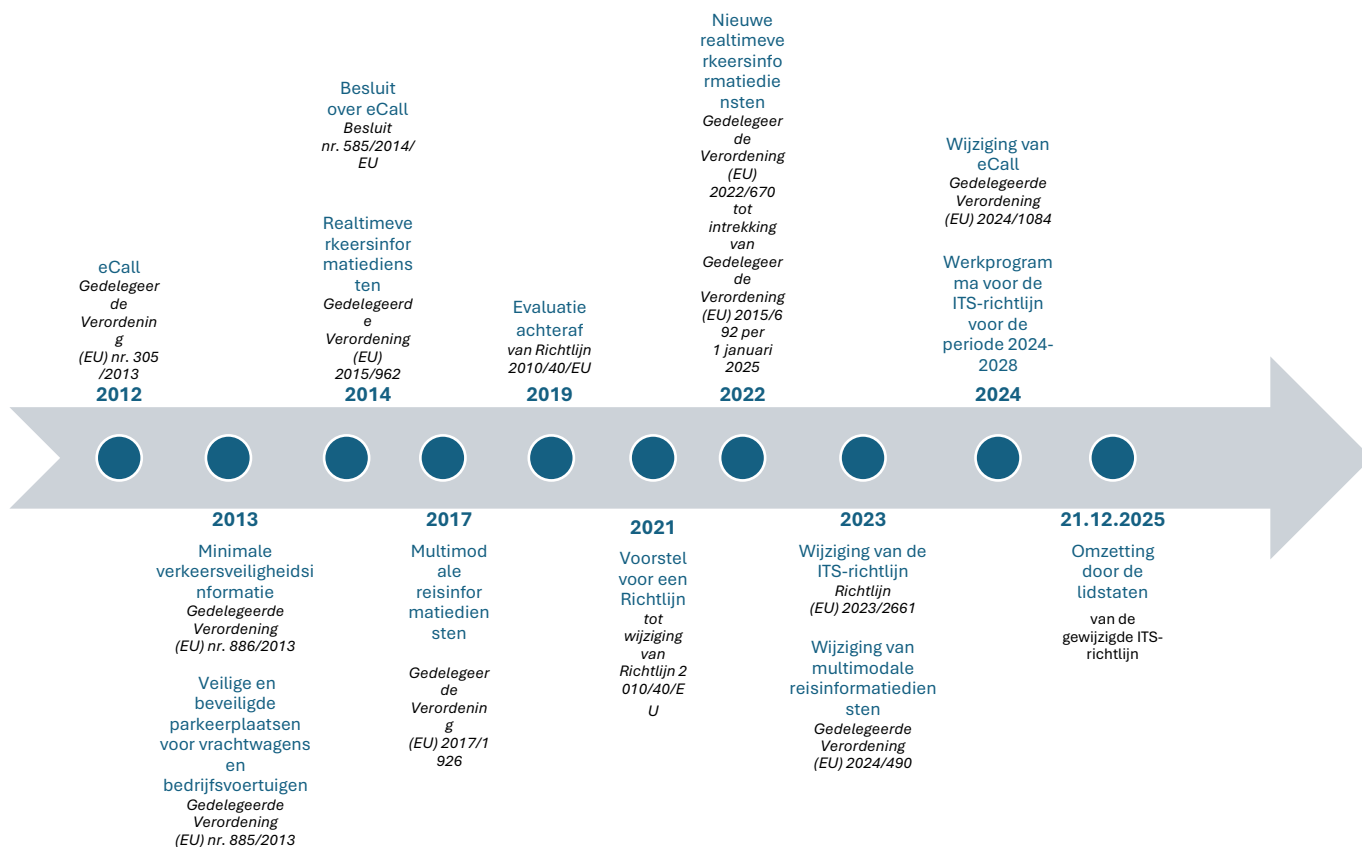 eCall
Gedelegeer
de
Verordenin
g
(EU) nr. 305
/2013
2012
Besluit
over eCall
Besluit
nr. 585/2014/
EU
Realtimeve
rkeersinfor
matiediens
ten
Gedelegeerd
e
Verordening
(EU)
2015/962
2014
Evaluatie
achteraf
van Richtlijn
2010/40/EU
2019
Nieuwe
realtimeve
rkeersinfo
rmatiedie
nsten
Gedelegeer
de
Verordening
(EU)
2022/670
tot
intrekking
van
Gedelegeer
de
Verordening
(EU) 2015/6
92 per
1 januari
2025
2022
Wijziging van
eCall
Gedelegeerde
Verordening
(EU) 2024/1084
Werkprogram
ma voor de
ITS-richtlijn
voor de
periode 2024-
2028
2024
2013
Minimale
verkeersveiligheidsi
nformatie
Gedelegeerde
Verordening
(EU) nr. 886/2013
Veilige en
beveiligde
parkeerplaatsen
voor vrachtwagens
en
bedrijfsvoertuigen
Gedelegeerde
Verordening
(EU) nr. 885/2013
2017
Multimod
ale
reisinfor
matiedien
sten
Gedelegeer
de
Verordenin
g
(EU) 2017/1
926
2021
Voorstel
voor een
Richtlijn
tot
wijziging
van
Richtlijn 2
010/40/E
U
2023
Wijziging van de
ITS-richtlijn
Richtlijn
(EU) 2023/2661
Wijziging van
multimodale
reisinformatiedien
sten
Gedelegeerde
Verordening
(EU) 2024/490
21.12.2025
Omzetting
door de
lidstaten
van de
gewijzigde ITS-
richtlijn